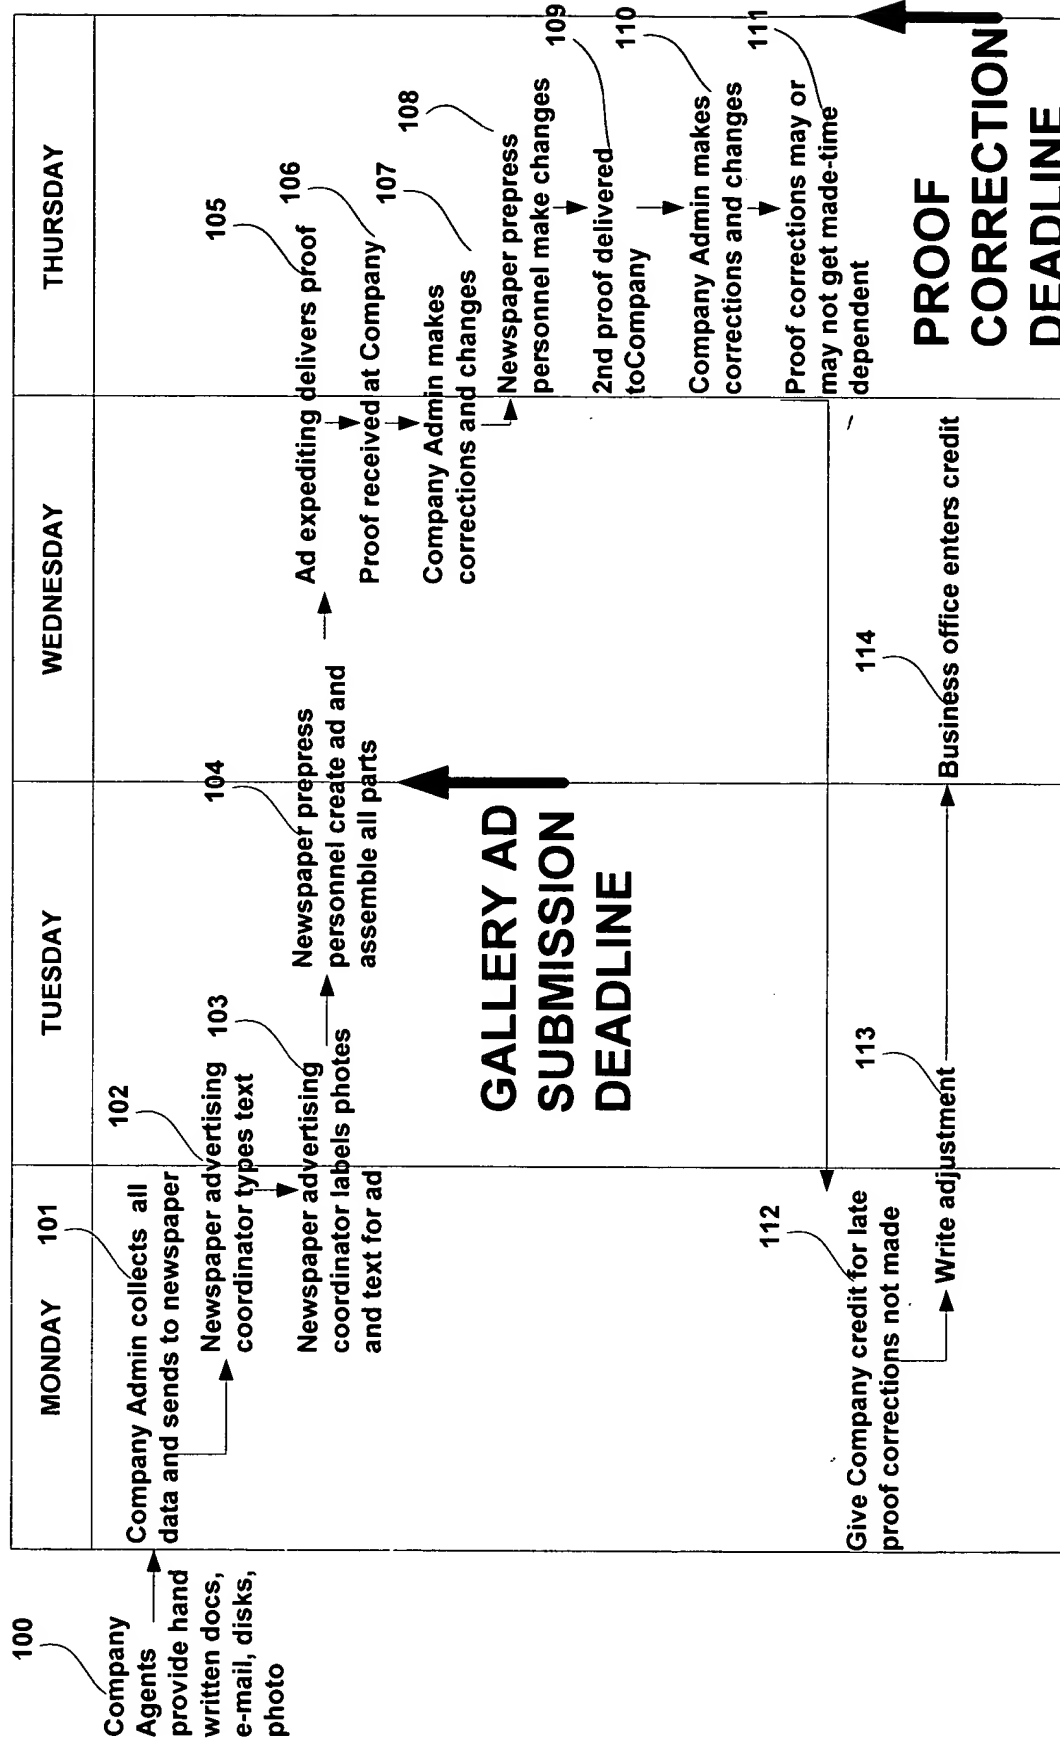 MONDAY
TUESDAY
WEDNESDAY
THURSDAY
100
Company
Agents
provide hand
written docs,
e-mail, disks,
photo
101
Company Admin collects all
data and sends to newspaper
102
Newspaper advertising
coordinator types text
103
Newspaper advertising
coordinator labels photes
and text for ad
104
Newspaper prepress
personnel create ad and
assemble all parts
105
Ad expediting delivers proof
106
Proof received at Company
107
Company Admin makes
corrections and changes
108
Newspaper prepress
personnel make changes
109
2nd proof delivered
toCompany
110
Company Admin makes
corrections and changes
111
Proof corrections may or
may not get made-time
dependent
GALLERY AD
SUBMISSION
DEADLINE
PROOF
CORRECTION
DEADLINE
112
Give Company credit for late
proof corrections not made
113
Write adjustment
114
Business office enters credit